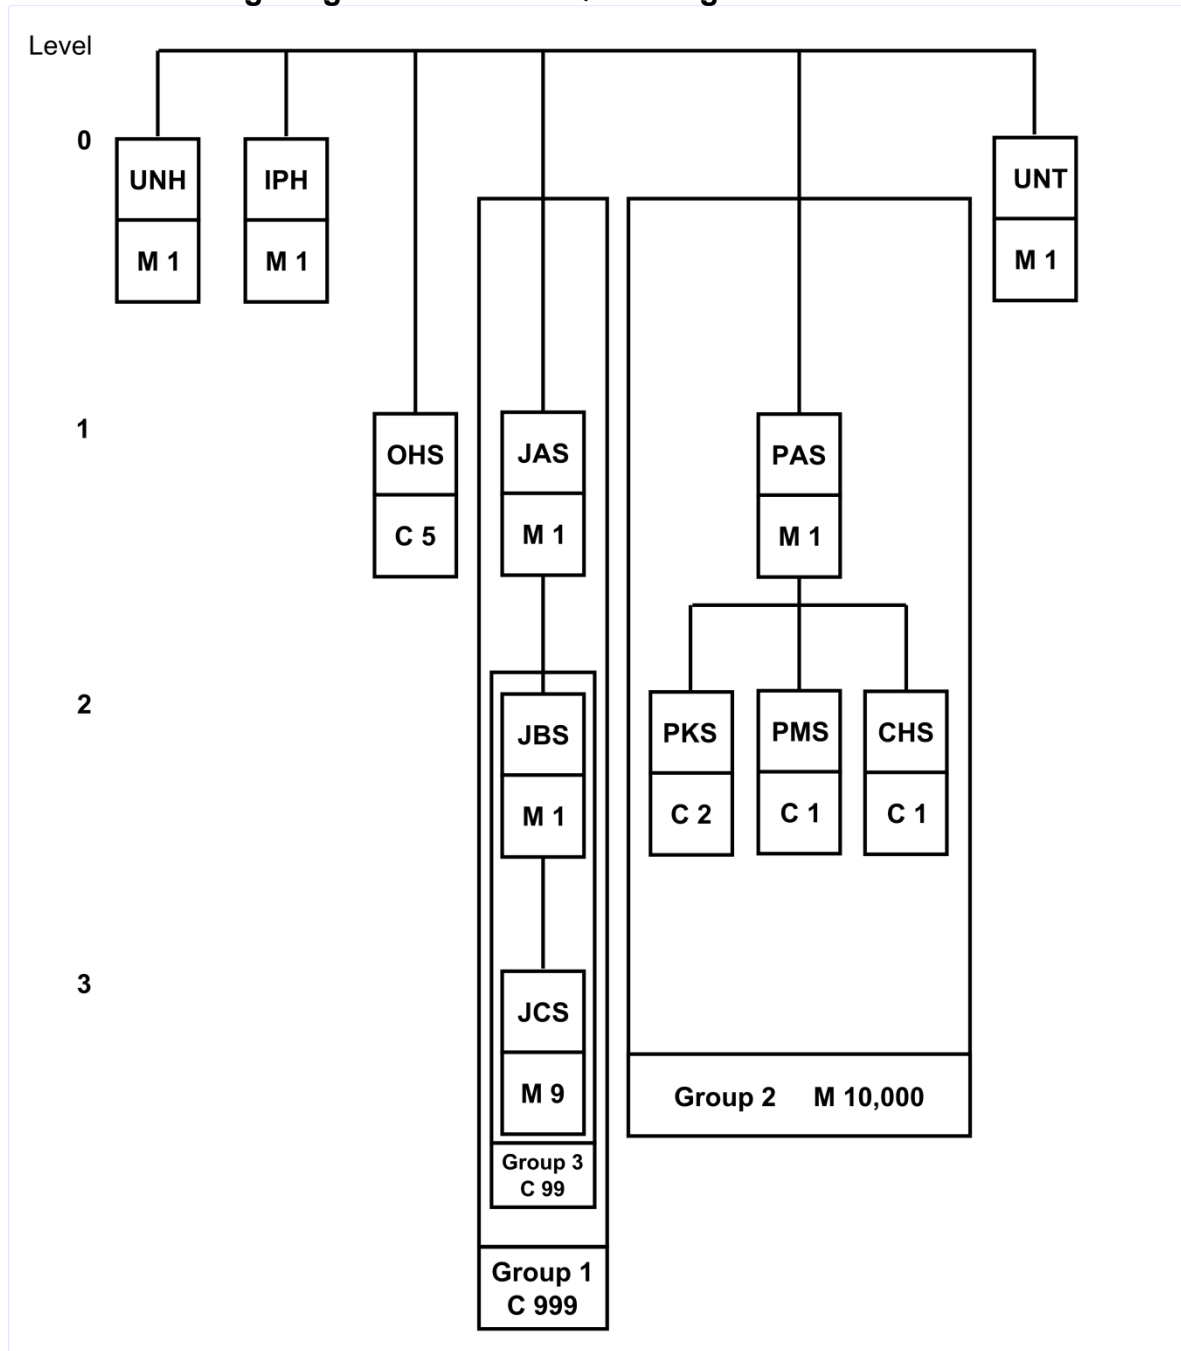 Level
0
UNH
M 1
IPH
M 1
UNT
M 1
1
OHS
C 5
JAS
M 1
PAS
M 1
2
JBS
M 1
PKS
C 2
PMS
C 1
CHS
C 1
3
JCS
M 9
Group 3
C 99
Group 2 M 10,000
Group 1
C 999